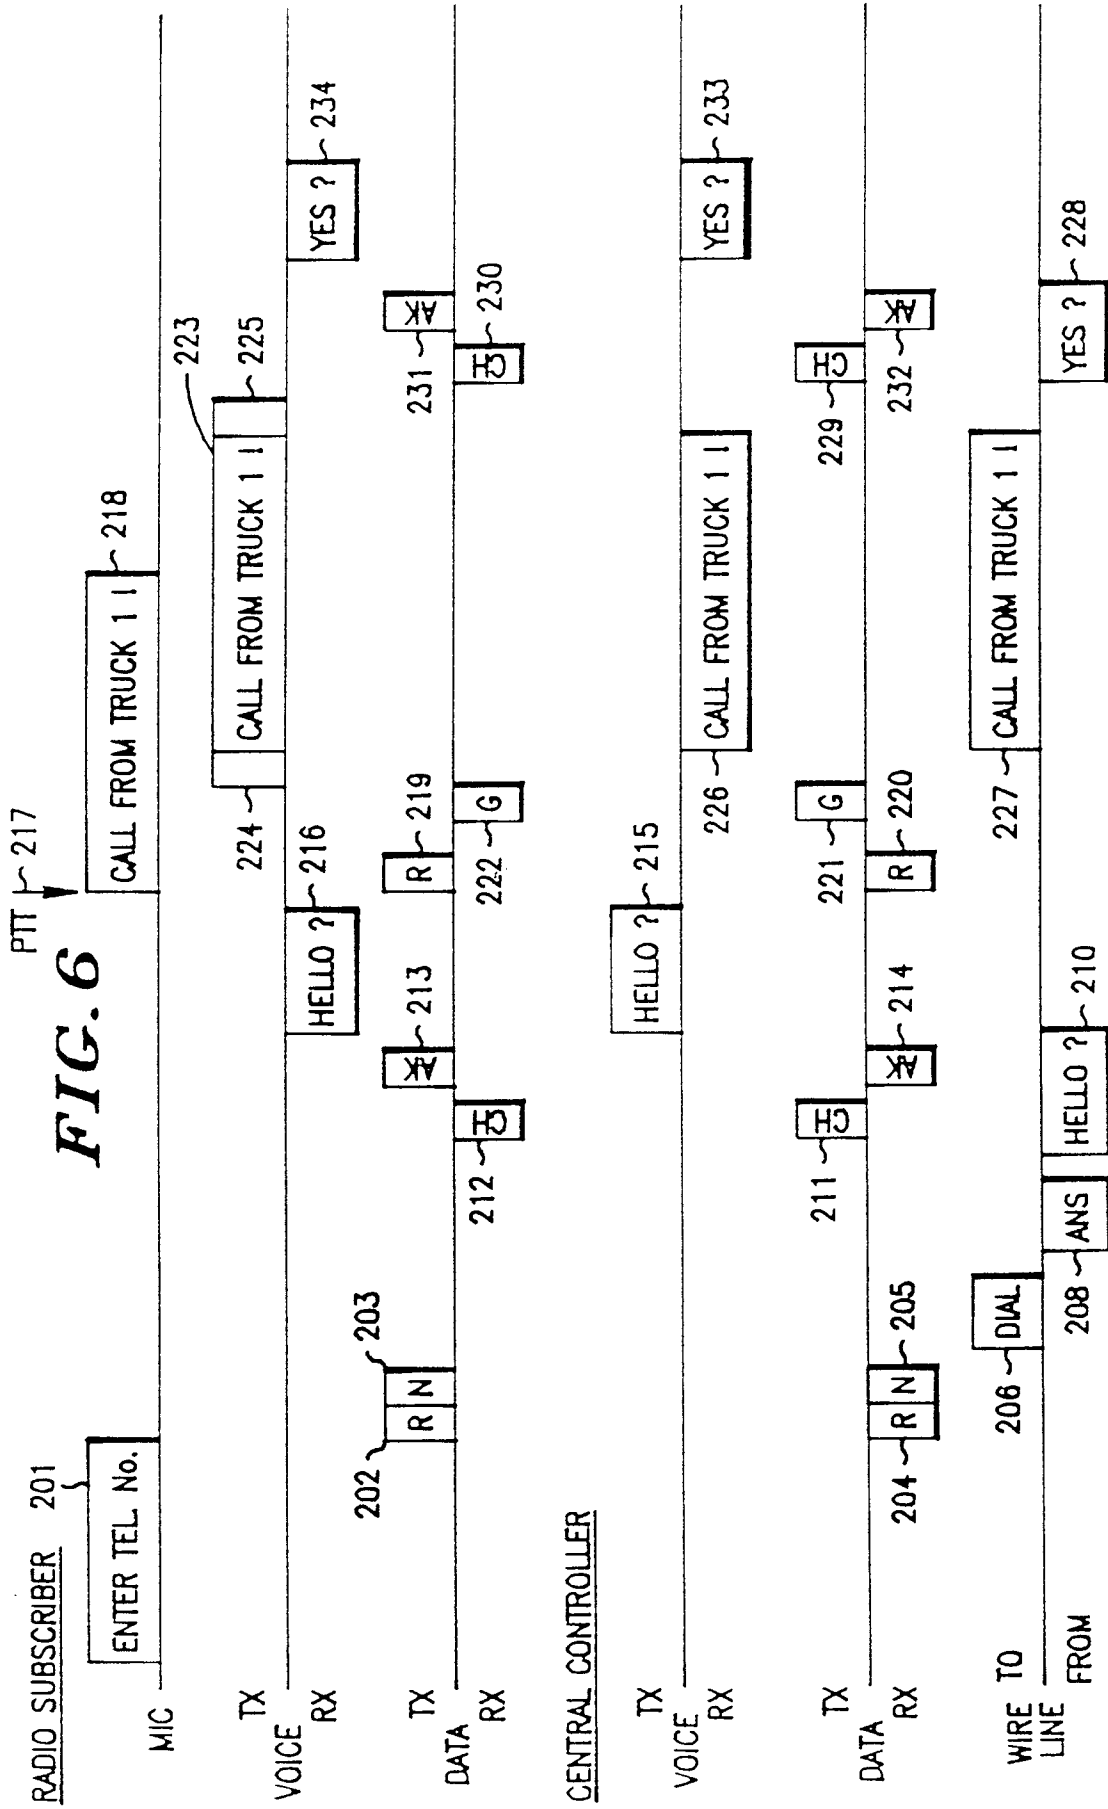 FIG. 6
PTT 217
RADIO SUBSCRIBER
MIC
201
ENTER TEL. No.
CALL FROM TRUCK 1 1
218
TX
VOICE
RX
HELLO ?
216
224
CALL FROM TRUCK 1 1
223
225
YES ?
234
TX
DATA
RX
202
R N
203
212
CH
AK
213
R
219
222
G
CH
230
231
AK
CENTRAL CONTROLLER
TX
VOICE
RX
HELLO ?
215
226
CALL FROM TRUCK 1 1
YES ?
233
TX
DATA
RX
204
R N
205
211
CH
AK
214
R
220
221
G
229
CH
AK
232
WIRE LINE
TO
FROM
206
DIAL
208
ANS
HELLO ?
210
227
CALL FROM TRUCK 1 1
YES ?
228